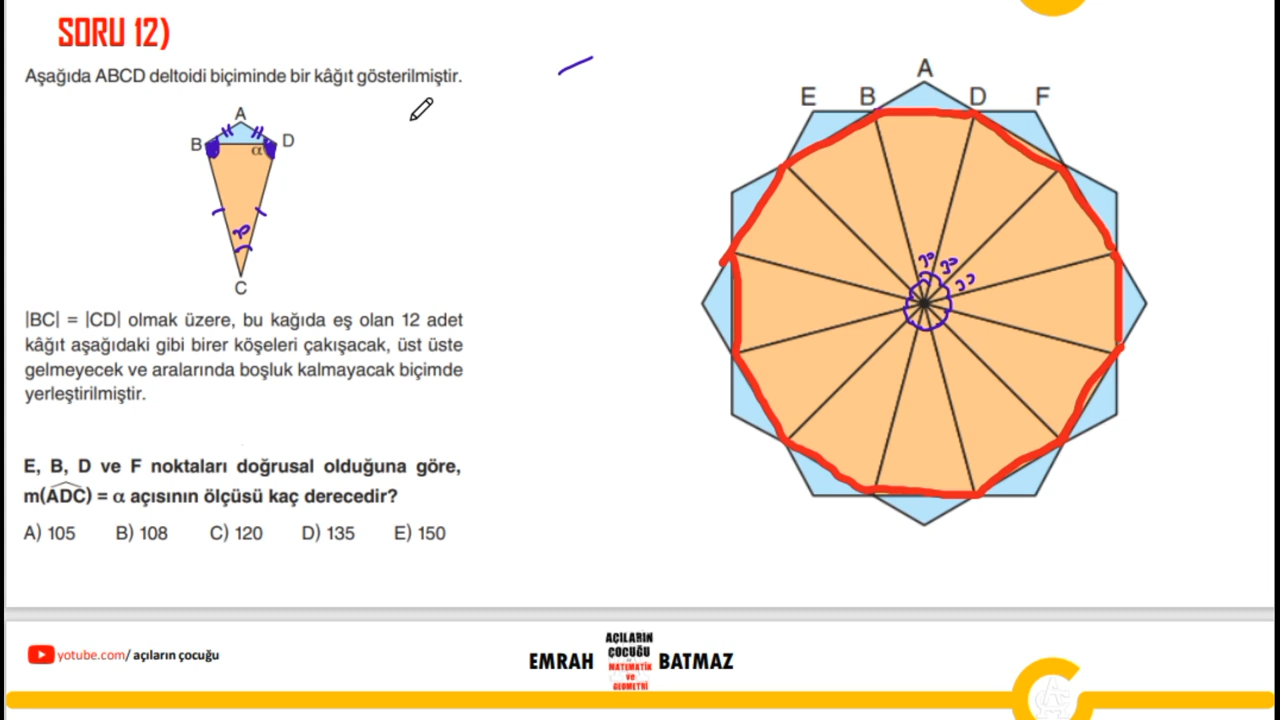 SORU 12)
Aşağıda ABCD deltoidi biçiminde bir kâğıt gösterilmiştir.
A
B
D
α
C
|BC| = |CD| olmak üzere, bu kağıda eş olan 12 adet
kâğıt aşağıdaki gibi birer köşeleri çakışacak, üst üste
gelmeyecek ve aralarında boşluk kalmayacak biçimde
yerleştirilmiştir.
E, B, D ve F noktaları doğrusal olduğuna göre,
m(ADC) = α açısının ölçüsü kaç derecedir?
A) 105 B) 108 C) 120 D) 135 E) 150
A
E B D F
30
30
yotube.com/ açıların çocuğu
EMRAH
AÇILARIN
ÇOCUĞU
MATEMATİK
ve
GEOMETRİ
BATMAZ